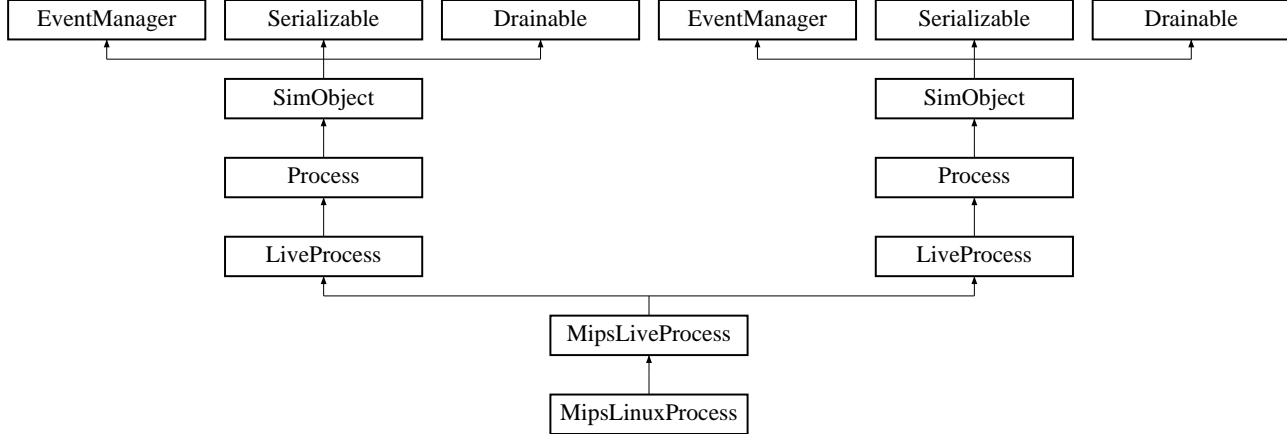 EventManager Serializable Drainable EventManager Serializable Drainable
SimObject SimObject
Process Process
LiveProcess LiveProcess
MipsLiveProcess
MipsLinuxProcess